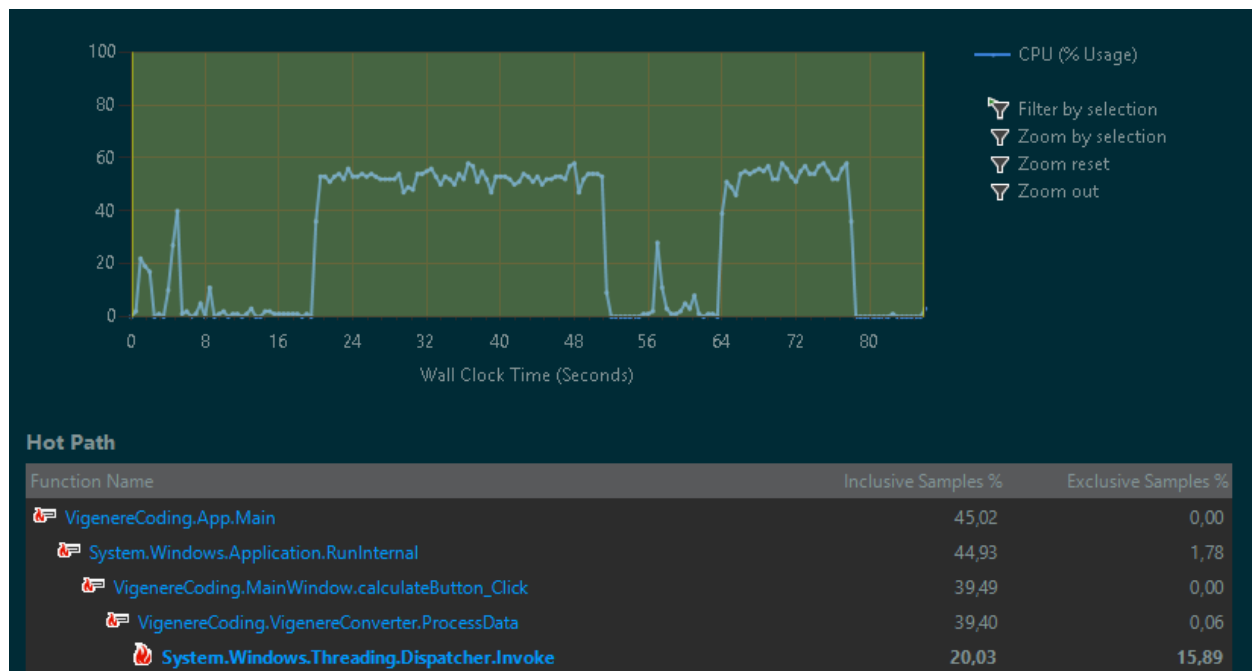 100
80
60
40
20
0
0 8 16 24 32 40 48 56 64 72 80
Wall Clock Time (Seconds)
CPU (% Usage)
Filter by selection
Zoom by selection
Zoom reset
Zoom out
Hot Path
Function Name Inclusive Samples % Exclusive Samples %
VigenereCoding.App.Main 45,02 0,00
System.Windows.Application.RunInternal 44,93 1,78
VigenereCoding.MainWindow.calculateButton_Click 39,49 0,00
VigenereCoding.VigenereConverter.ProcessData 39,40 0,06
System.Windows.Threading.Dispatcher.Invoke 20,03 15,89